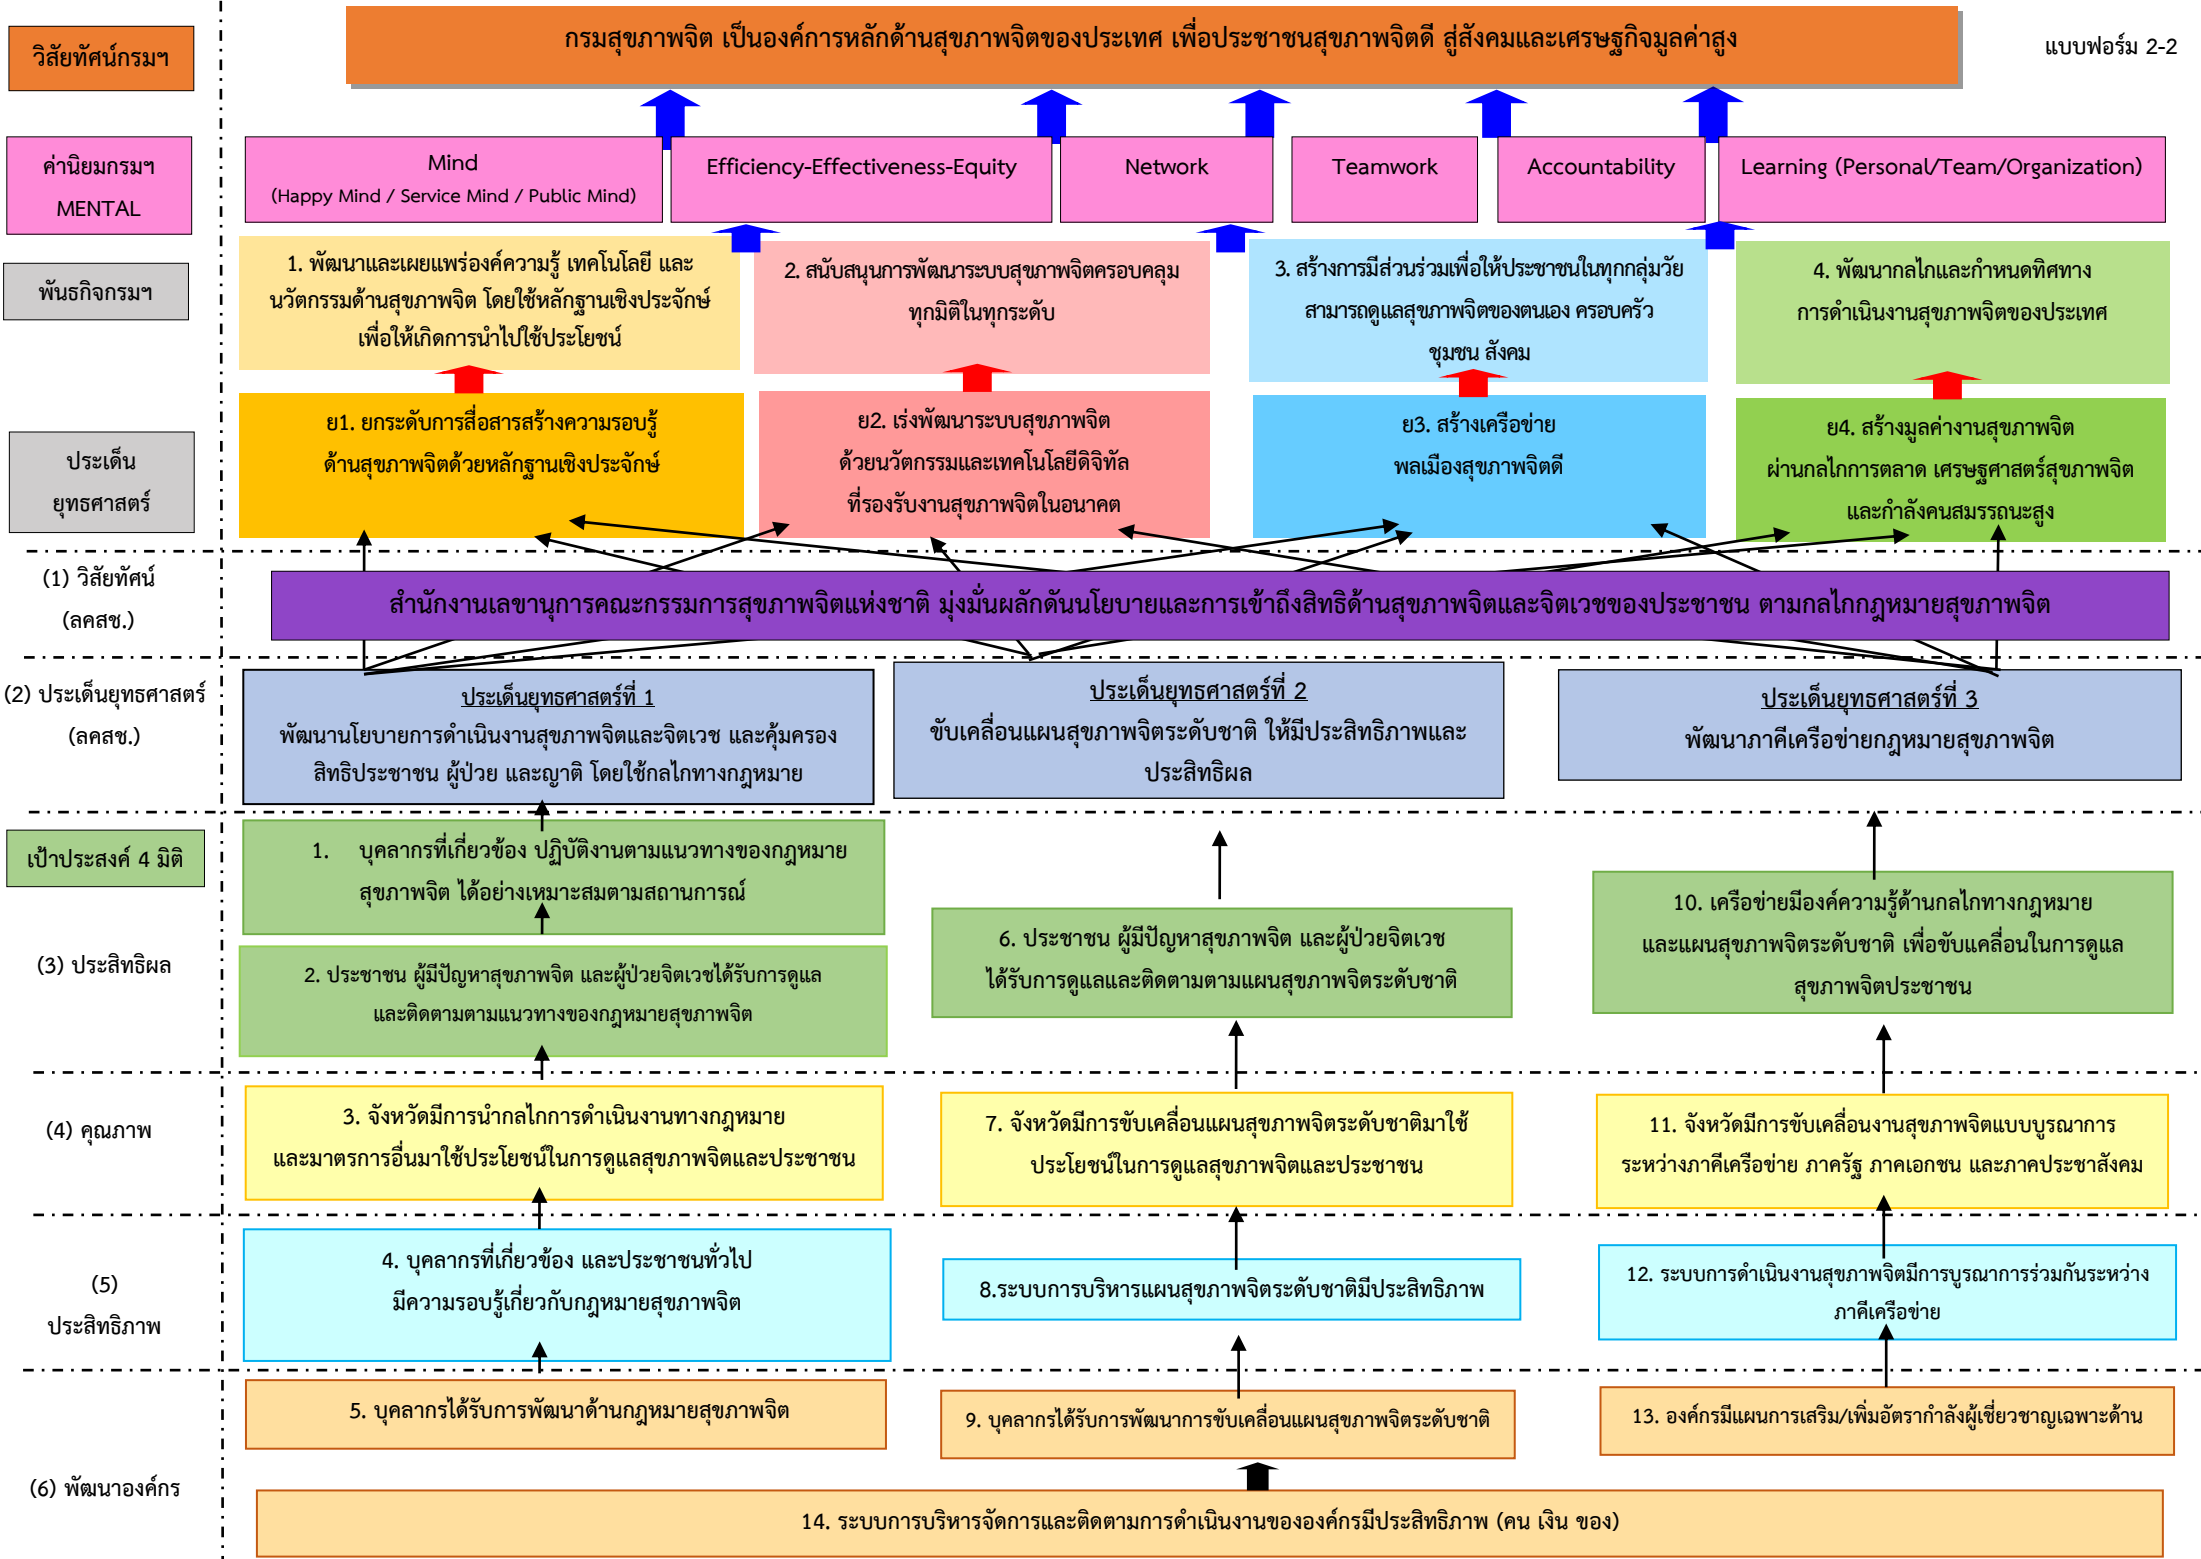 วิสัยทัศน์กรมฯ
กรมสุขภาพจิต เป็นองค์การหลักด้านสุขภาพจิตของประเทศ เพื่อประชาชนสุขภาพจิตดี สู่สังคมและเศรษฐกิจมูลค่าสูง
แบบฟอร์ม 2-2
ค่านิยมกรมฯ
MENTAL
Mind
(Happy Mind / Service Mind / Public Mind)
Efficiency-Effectiveness-Equity
Network
Teamwork
Accountability
Learning (Personal/Team/Organization)
พันธกิจกรมฯ
1. พัฒนาและเผยแพร่องค์ความรู้ เทคโนโลยี และ
นวัตกรรมด้านสุขภาพจิต โดยใช้หลักฐานเชิงประจักษ์
เพื่อให้เกิดการนำไปใช้ประโยชน์
2. สนับสนุนการพัฒนาระบบสุขภาพจิตครอบคลุม
ทุกมิติในทุกระดับ
3. สร้างการมีส่วนร่วมเพื่อให้ประชาชนในทุกกลุ่มวัย
สามารถดูแลสุขภาพจิตของตนเอง ครอบครัว
ชุมชน สังคม
4. พัฒนากลไกและกำหนดทิศทาง
การดำเนินงานสุขภาพจิตของประเทศ
ประเด็น
ยุทธศาสตร์
ย1. ยกระดับการสื่อสารสร้างความรอบรู้
ด้านสุขภาพจิตด้วยหลักฐานเชิงประจักษ์
ย2. เร่งพัฒนาระบบสุขภาพจิต
ด้วยนวัตกรรมและเทคโนโลยีดิจิทัล
ที่รองรับงานสุขภาพจิตในอนาคต
ย3. สร้างเครือข่าย
พลเมืองสุขภาพจิตดี
ย4. สร้างมูลค่างานสุขภาพจิต
ผ่านกลไกการตลาด เศรษฐศาสตร์สุขภาพจิต
และกำลังคนสมรรถนะสูง
(1) วิสัยทัศน์
(ลคสช.)
สำนักงานเลขานุการคณะกรรมการสุขภาพจิตแห่งชาติ มุ่งมั่นผลักดันนโยบายและการเข้าถึงสิทธิด้านสุขภาพจิตและจิตเวชของประชาชน ตามกลไกกฎหมายสุขภาพจิต
(2) ประเด็นยุทธศาสตร์
(ลคสช.)
ประเด็นยุทธศาสตร์ที่ 1
พัฒนานโยบายการดำเนินงานสุขภาพจิตและจิตเวช และคุ้มครอง
สิทธิประชาชน ผู้ป่วย และญาติ โดยใช้กลไกทางกฎหมาย
ประเด็นยุทธศาสตร์ที่ 2
ขับเคลื่อนแผนสุขภาพจิตระดับชาติ ให้มีประสิทธิภาพและ
ประสิทธิผล
ประเด็นยุทธศาสตร์ที่ 3
พัฒนาภาคีเครือข่ายกฎหมายสุขภาพจิต
เป้าประสงค์ 4 มิติ
(3) ประสิทธิผล
1. บุคลากรที่เกี่ยวข้อง ปฏิบัติงานตามแนวทางของกฎหมาย
สุขภาพจิต ได้อย่างเหมาะสมตามสถานการณ์
2. ประชาชน ผู้มีปัญหาสุขภาพจิต และผู้ป่วยจิตเวชได้รับการดูแล
และติดตามตามแนวทางของกฎหมายสุขภาพจิต
6. ประชาชน ผู้มีปัญหาสุขภาพจิต และผู้ป่วยจิตเวช
ได้รับการดูแลและติดตามตามแผนสุขภาพจิตระดับชาติ
10. เครือข่ายมีองค์ความรู้ด้านกลไกทางกฎหมาย
และแผนสุขภาพจิตระดับชาติ เพื่อขับแคลื่อนในการดูแล
สุขภาพจิตประชาชน
(4) คุณภาพ
3. จังหวัดมีการนำกลไกการดำเนินงานทางกฎหมาย
และมาตรการอื่นมาใช้ประโยชน์ในการดูแลสุขภาพจิตและประชาชน
7. จังหวัดมีการขับเคลื่อนแผนสุขภาพจิตระดับชาติมาใช้
ประโยชน์ในการดูแลสุขภาพจิตและประชาชน
11. จังหวัดมีการขับเคลื่อนงานสุขภาพจิตแบบบูรณาการ
ระหว่างภาคีเครือข่าย ภาครัฐ ภาคเอกชน และภาคประชาสังคม
(5)
ประสิทธิภาพ
4. บุคลากรที่เกี่ยวข้อง และประชาชนทั่วไป
มีความรอบรู้เกี่ยวกับกฎหมายสุขภาพจิต
8.ระบบการบริหารแผนสุขภาพจิตระดับชาติมีประสิทธิภาพ
12. ระบบการดำเนินงานสุขภาพจิตมีการบูรณาการร่วมกันระหว่าง
ภาคีเครือข่าย
(6) พัฒนาองค์กร
5. บุคลากรได้รับการพัฒนาด้านกฎหมายสุขภาพจิต
9. บุคลากรได้รับการพัฒนาการขับเคลื่อนแผนสุขภาพจิตระดับชาติ
13. องค์กรมีแผนการเสริม/เพิ่มอัตรากำลังผู้เชี่ยวชาญเฉพาะด้าน
14. ระบบการบริหารจัดการและติดตามการดำเนินงานขององค์กรมีประสิทธิภาพ (คน เงิน ของ)